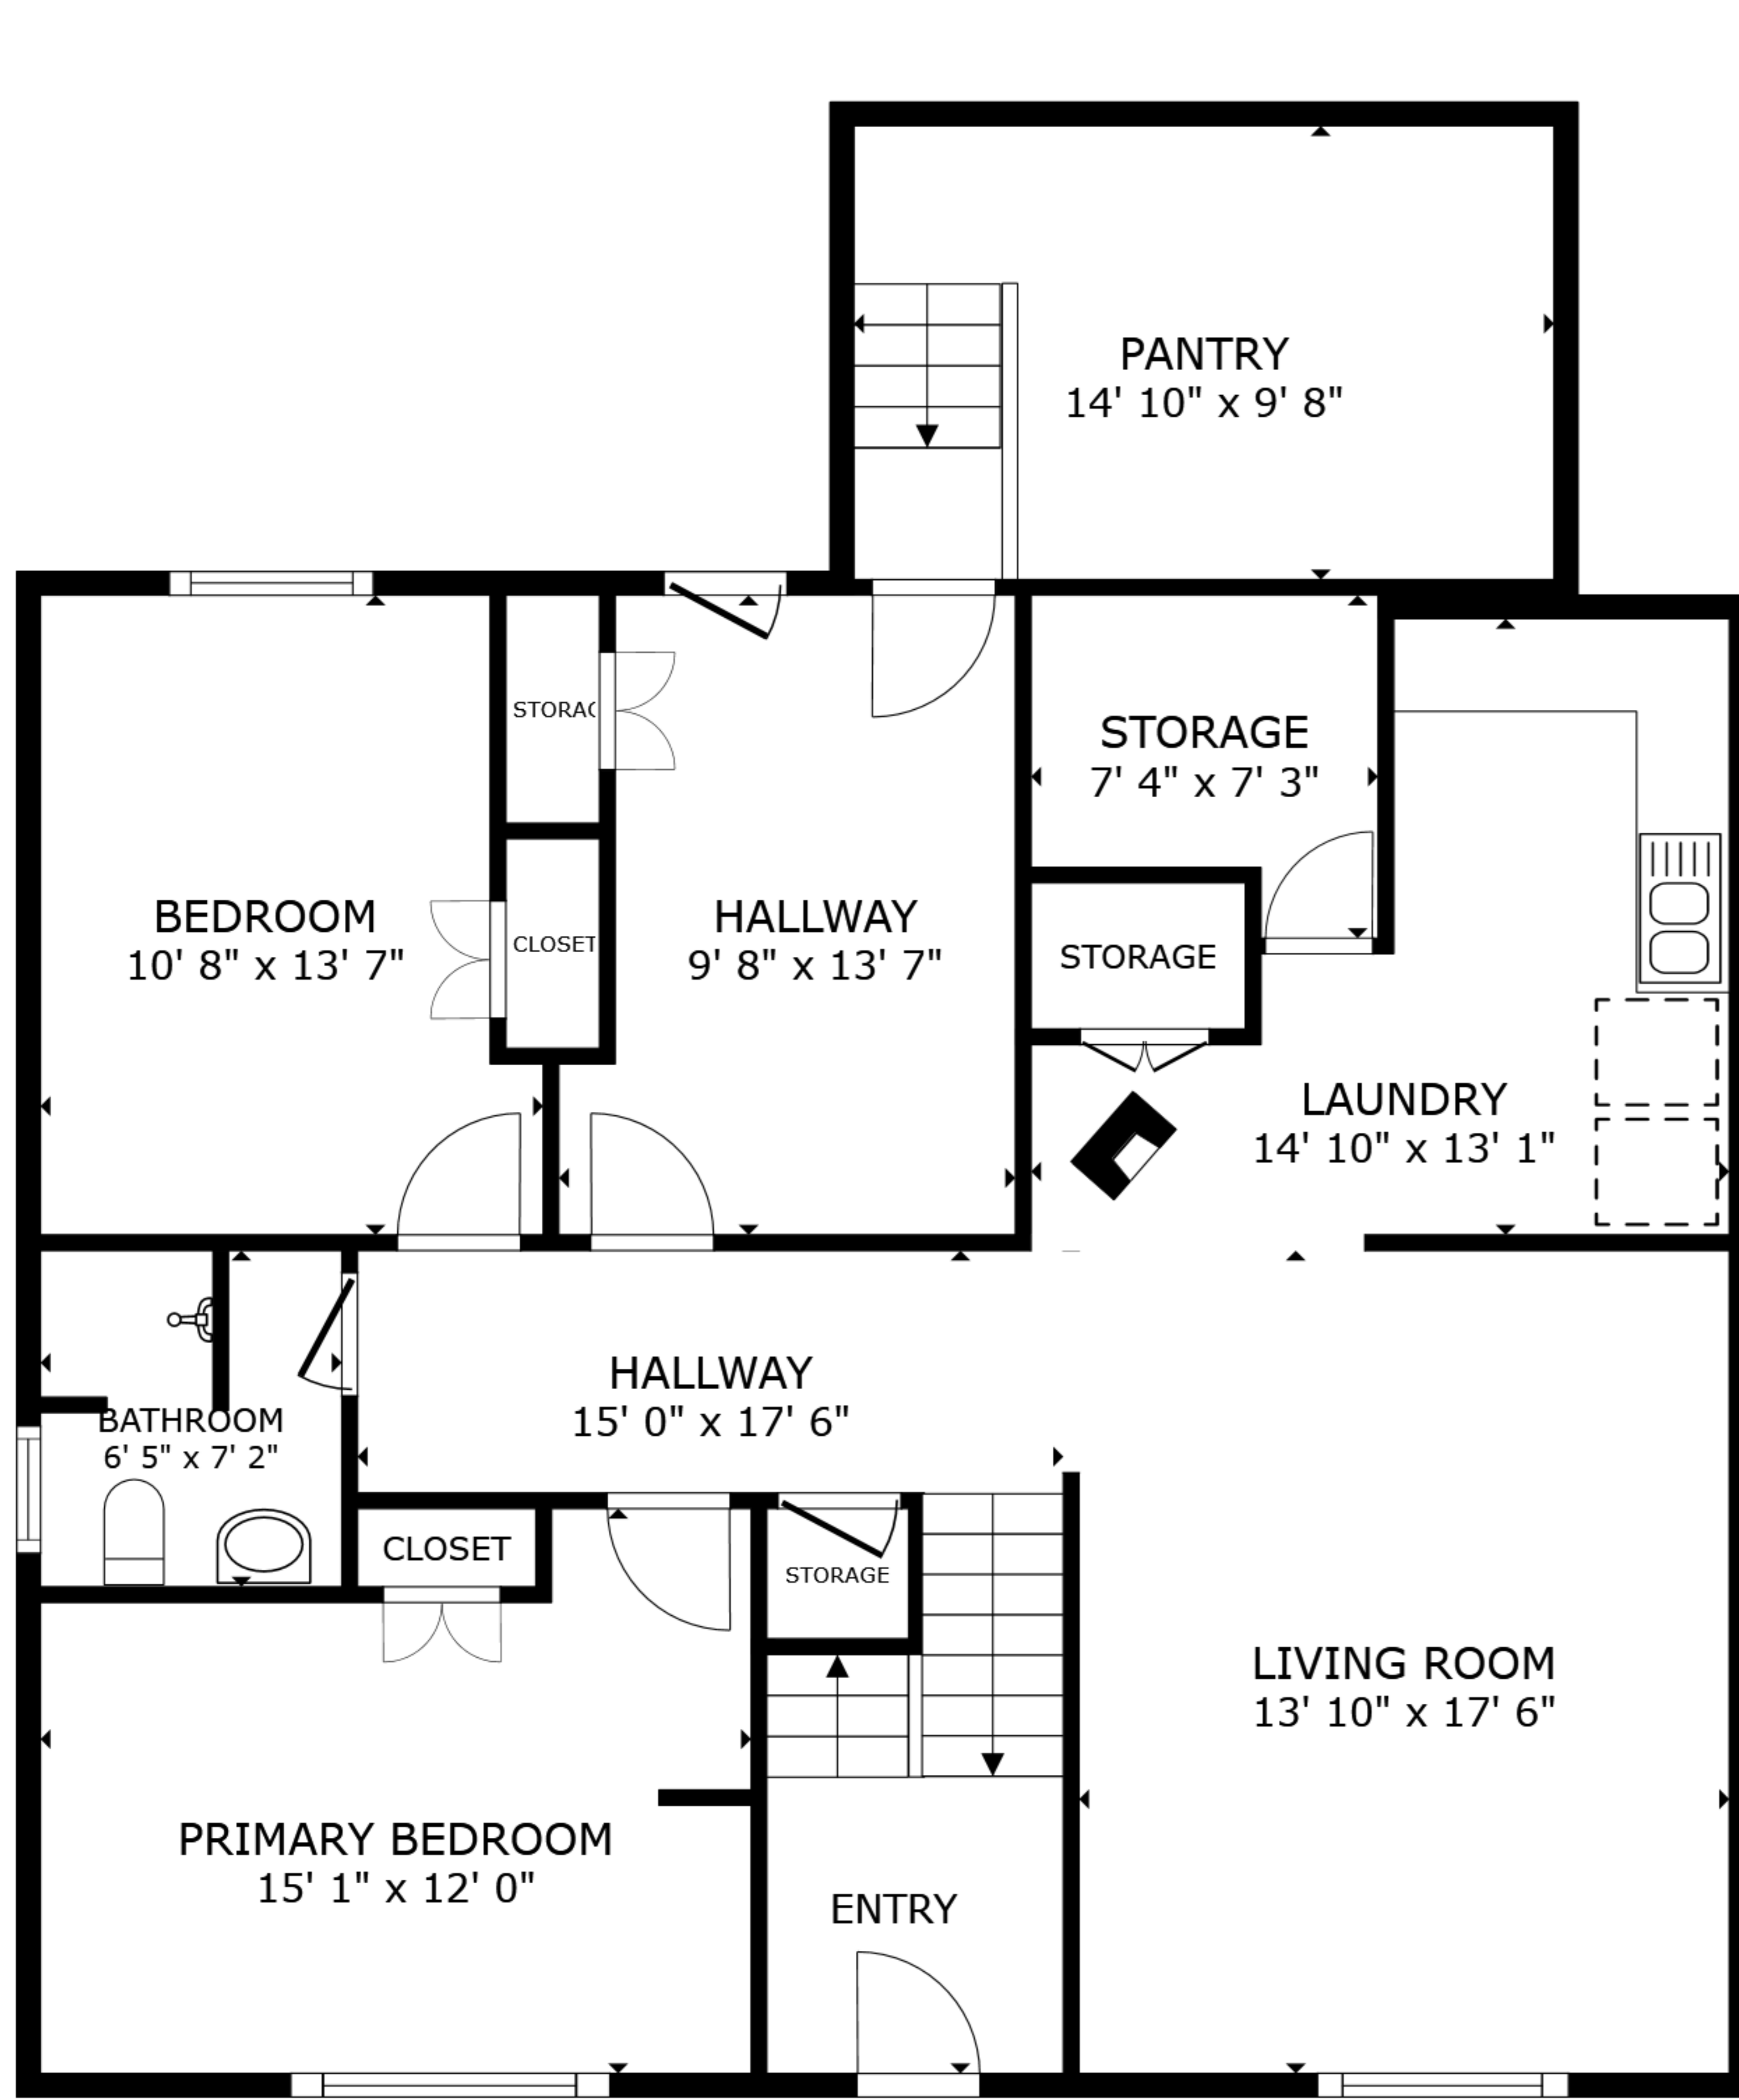 PANTRY
14' 10" x 9' 8"
STORAGE
7' 4" x 7' 3"
STORAC
BEDROOM
10' 8" x 13' 7"
CLOSET
HALLWAY
9' 8" x 13' 7"
STORAGE
LAUNDRY
14' 10" x 13' 1"
HALLWAY
15' 0" x 17' 6"
BATHROOM
6' 5" x 7' 2"
CLOSET
STORAGE
LIVING ROOM
13' 10" x 17' 6"
PRIMARY BEDROOM
15' 1" x 12' 0"
ENTRY